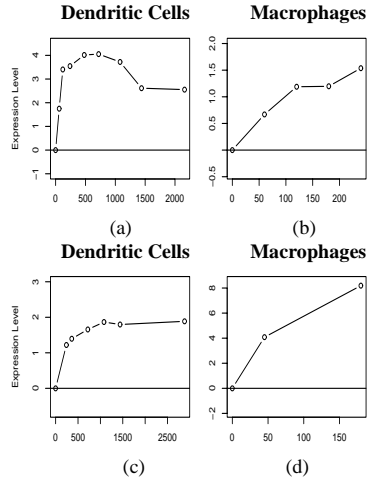 Dendritic Cells Macrophages
Expression Level
-1 0 1 2 3 4
-0.5 0.5 1.0 1.5 2.0
0 500 1000 1500 2000
0 50 100 150 200
(a) (b)
Dendritic Cells Macrophages
Expression Level
0 1 2 3
-2 0 2 4 6 8
0 500 1500 2500
0 50 100 150
(c) (d)